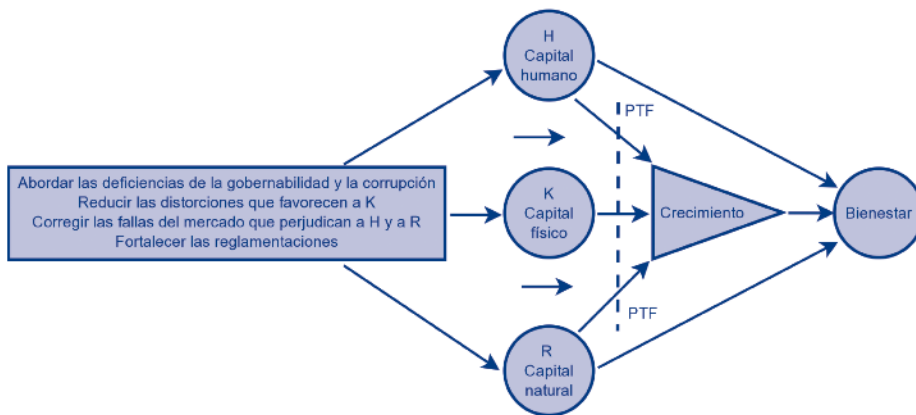 H
Capital
humano
PTF
Abordar las deficiencias de la gobernabilidad y la corrupción
Reducir las distorciones que favorecen a K
Corregir las fallas del mercado que perjudican a H y a R
Fortalecer las reglamentaciones
K
Capital
físico
Crecimiento
Bienestar
PTF
R
Capital
natural